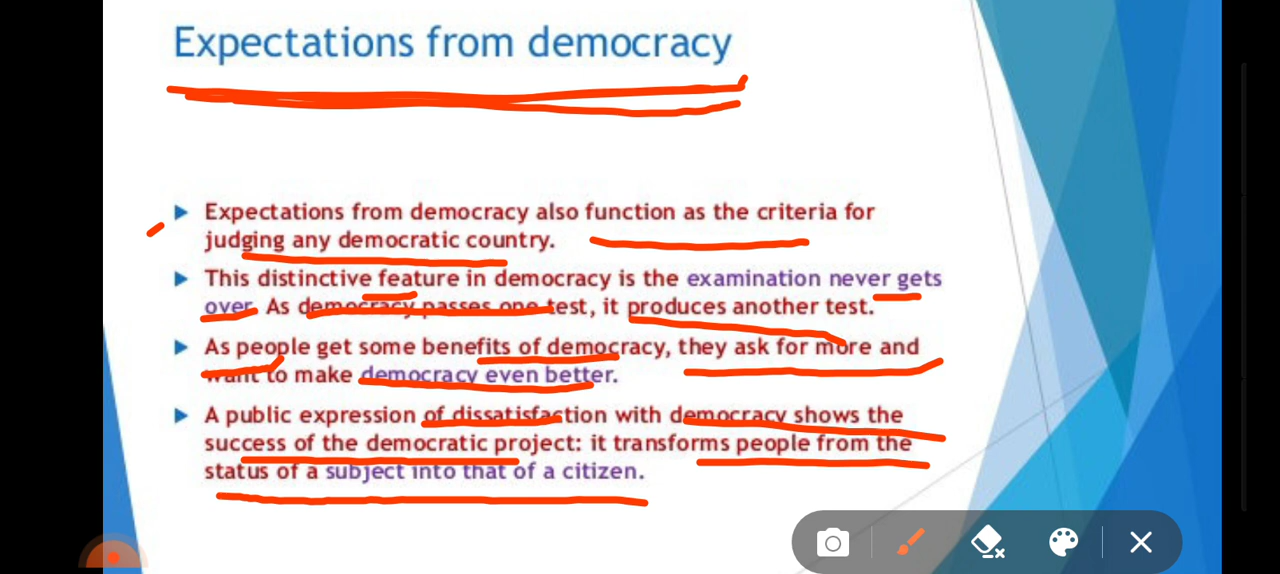 Expectations from democracy
Expectations from democracy also function as the criteria for
judging any democratic country.
This distinctive feature in democracy is the examination never gets
over. As democracy passes one test, it produces another test.
As people get some benefits of democracy, they ask for more and
want to make democracy even better.
A public expression of dissatisfaction with democracy shows the
success of the democratic project: it transforms people from the
status of a subject into that of a citizen.